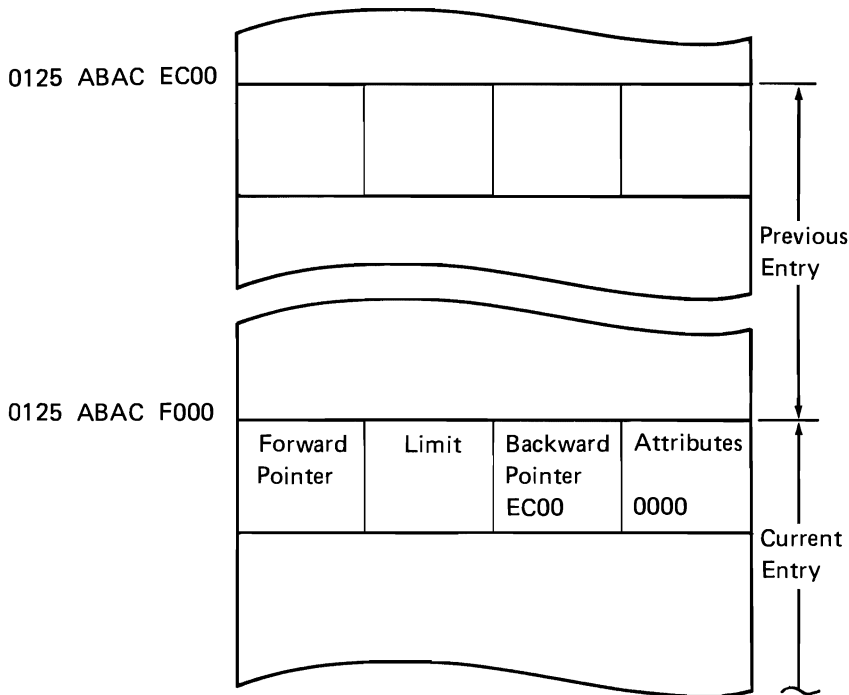 0125 ABAC EC00
Previous
Entry
0125 ABAC F000
Forward
Pointer
Limit
Backward
Pointer
EC00
Attributes
0000
Current
Entry